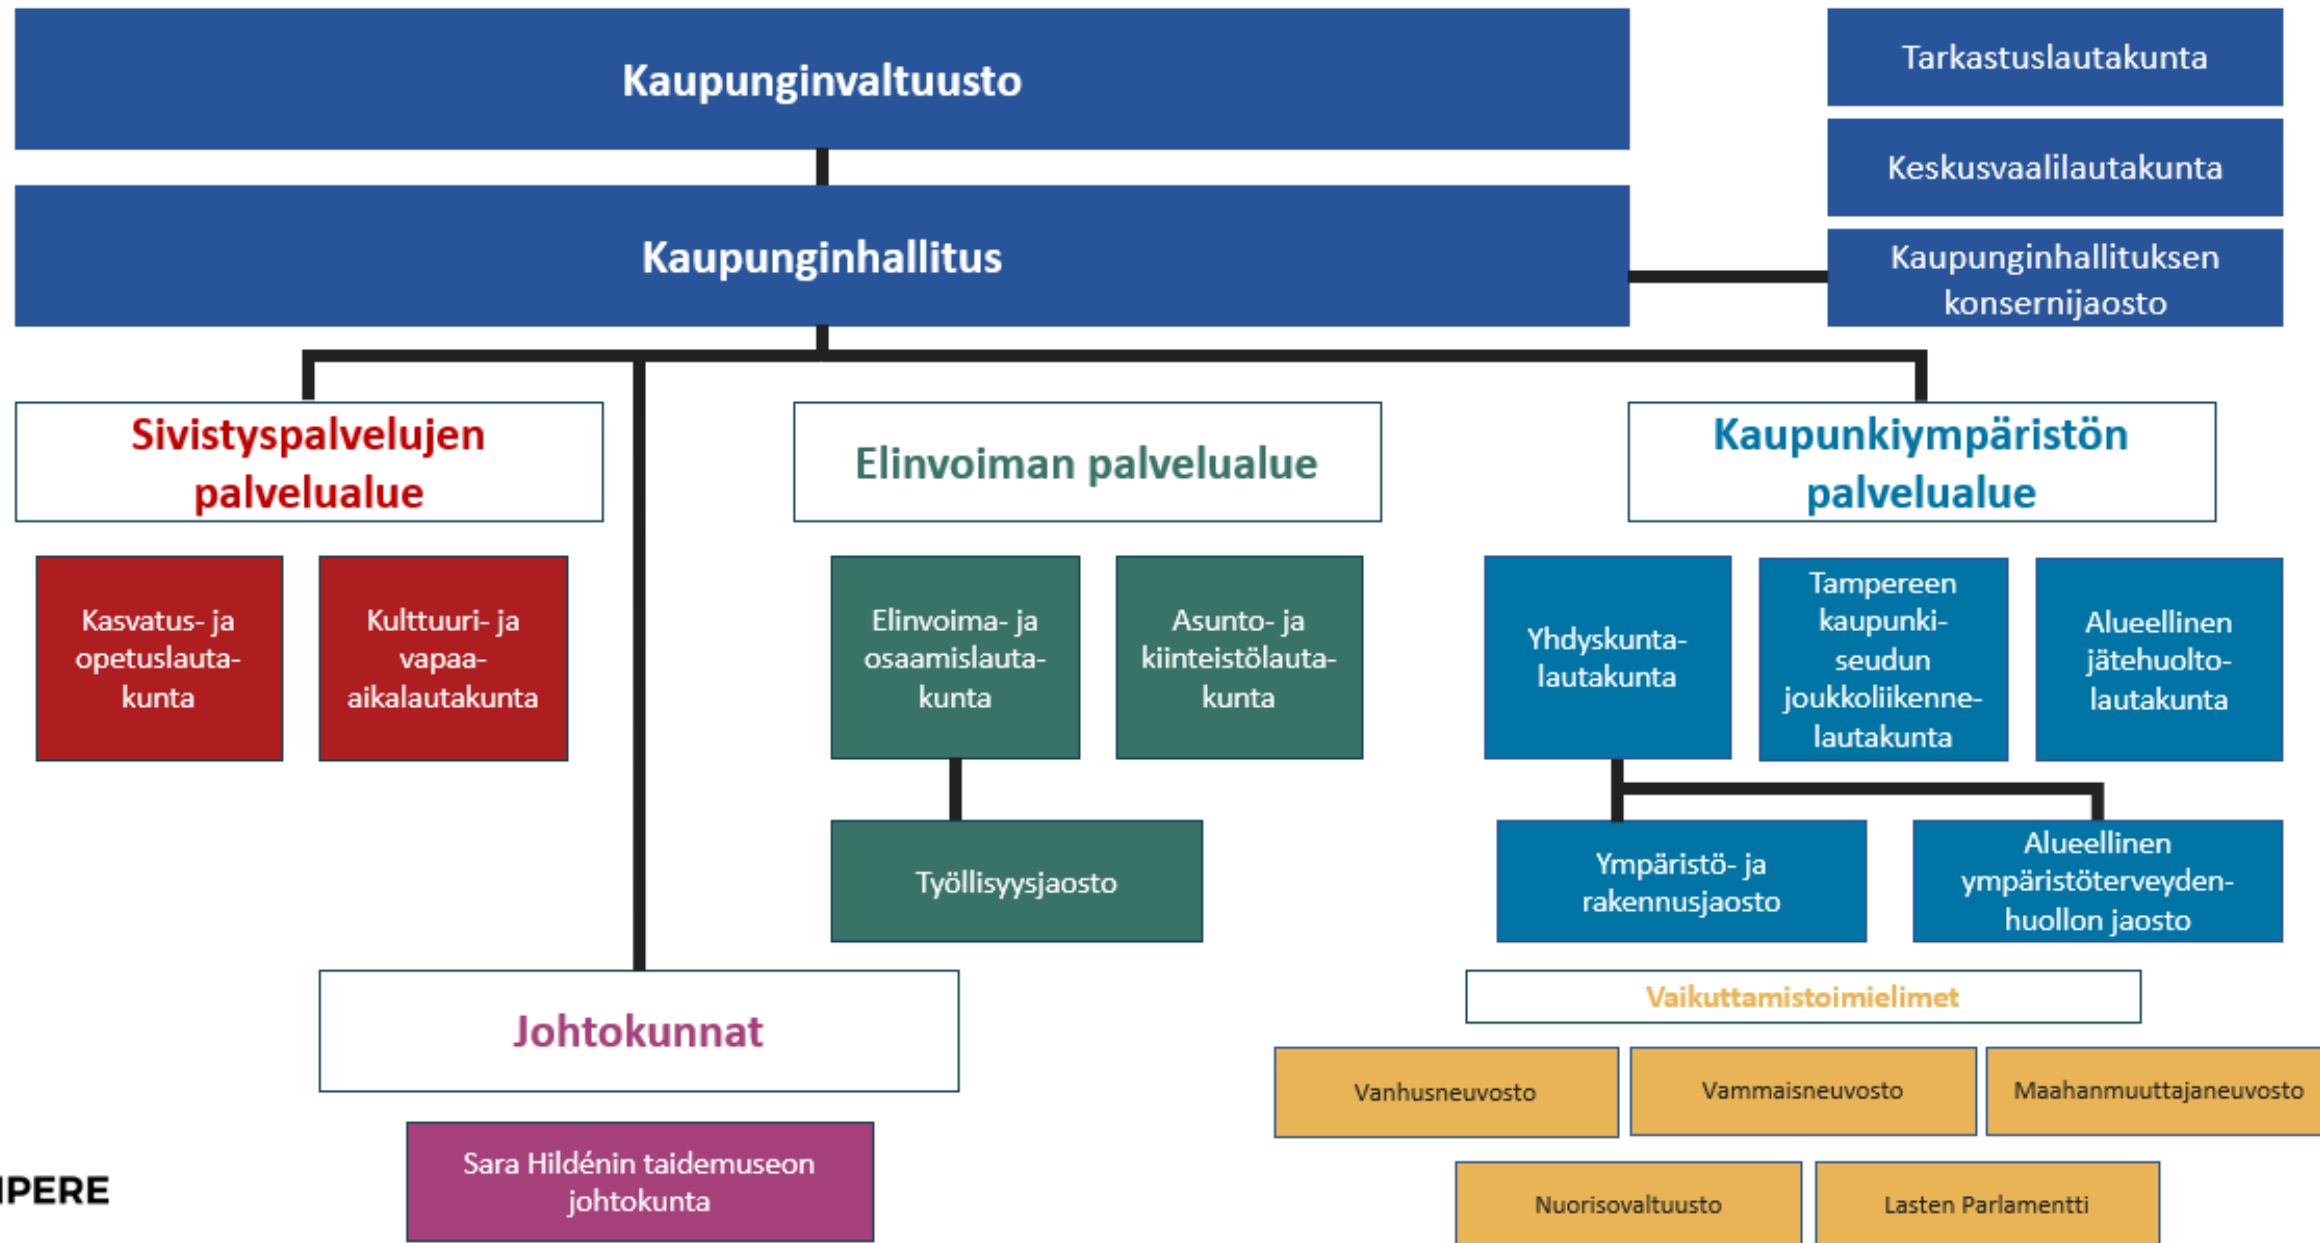 Kaupunginvaltuusto
Tarkastuslautakunta
Keskusvaalilautakunta
Kaupunginhallitus
Kaupunginhallituksen
konsernijaosto
Sivistyspalvelujen
palvelualue
Elinvoiman palvelualue
Kaupunkiympäristön
palvelualue
Kasvatus- ja
opetuslauta-
kunta
Kulttuuri- ja
vapaa-
aikalautakunta
Elinvoima- ja
osaamislauta-
kunta
Asunto- ja
kiinteistölauta-
kunta
Yhdyskunta-
lautakunta
Tampereen
kaupunki-
seudun
joukkoliikenne-
lautakunta
Alueellinen
jätehuolto-
lautakunta
Työllisyysjaosto
Ympäristö- ja
rakennusjaosto
Alueellinen
ympäristöterveyden-
huollon jaosto
Johtokunnat
Sara Hildénin taidemuseon
johtokunta
Vaikuttamistoimielimet
Vanhusneuvosto
Vammaisneuvosto
Maahanmuuttajaneuvosto
Nuorisovaltuusto
Lasten Parlamentti
IPERE